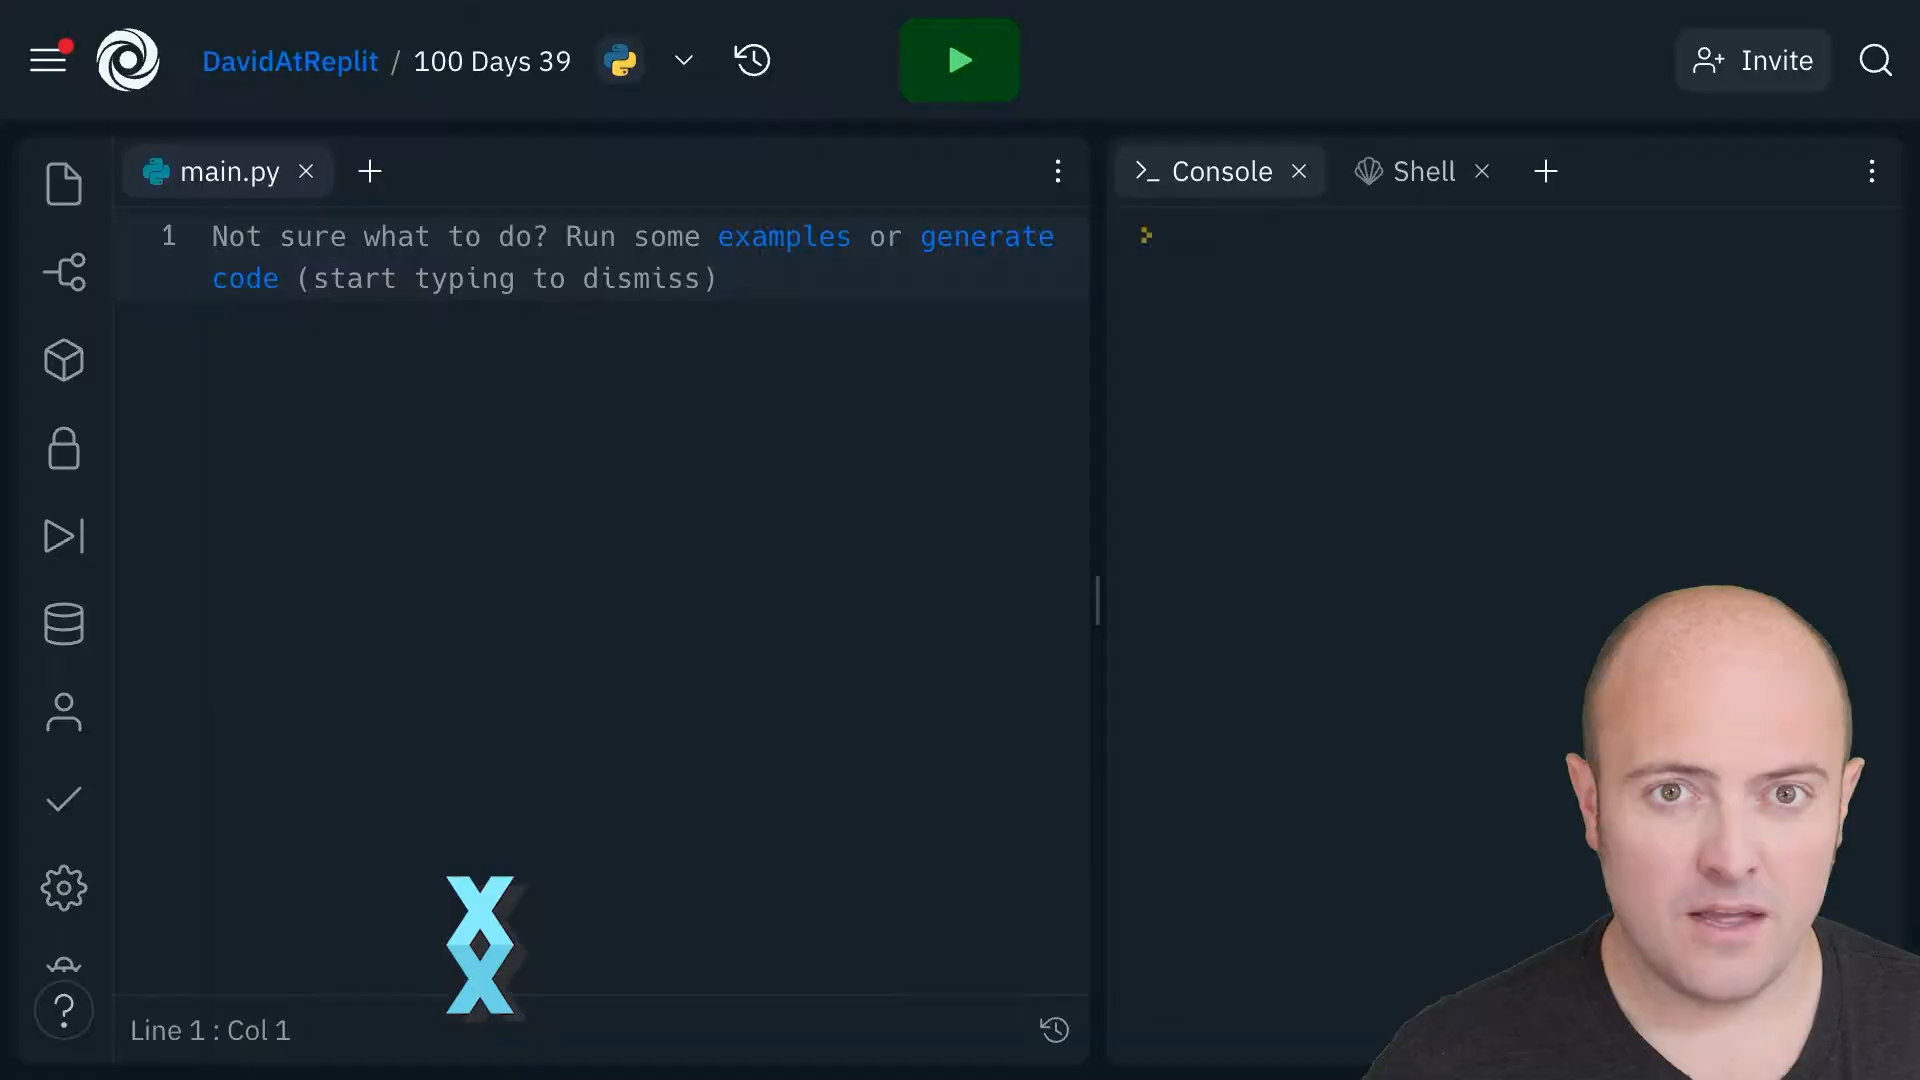 DavidAtReplit / 100 Days 39
Invite
main.py
Console
Shell
1 Not sure what to do? Run some examples or generate
code (start typing to dismiss)
X
X
?
Line 1 : Col 1